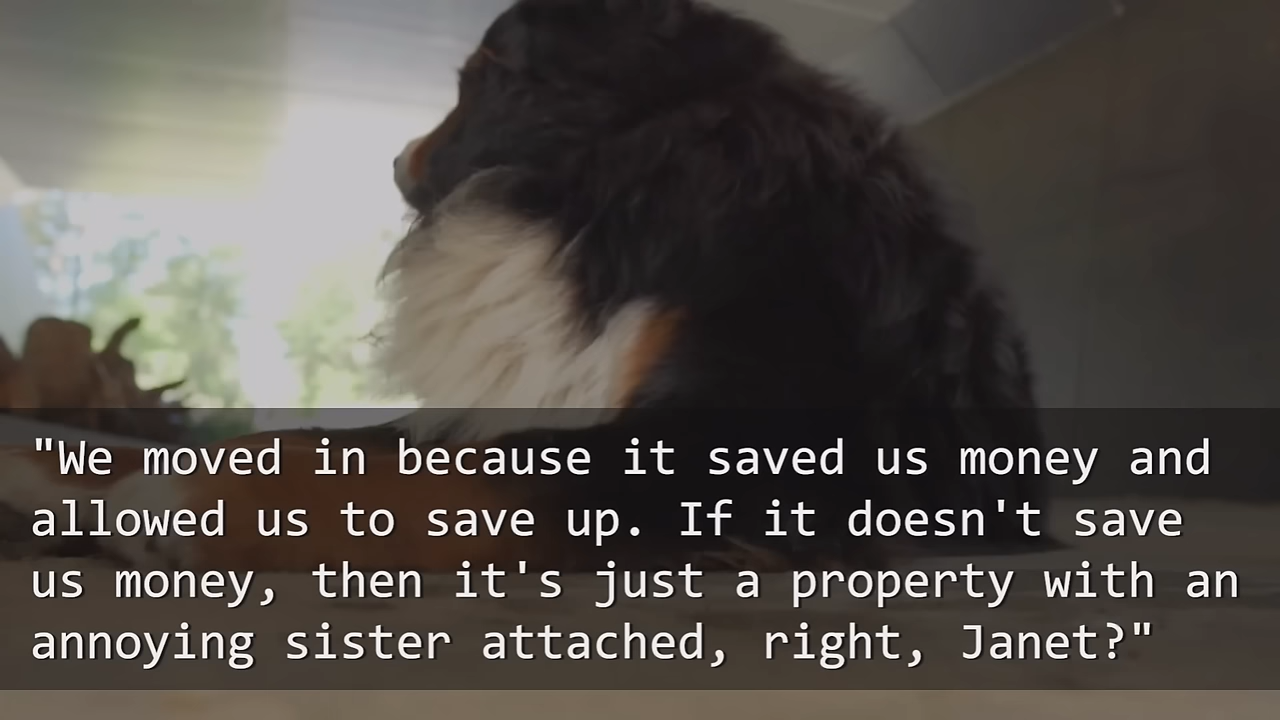 "We moved in because it saved us money and
allowed us to save up. If it doesn't save
us money, then it's just a property with an
annoying sister attached, right, Janet?"